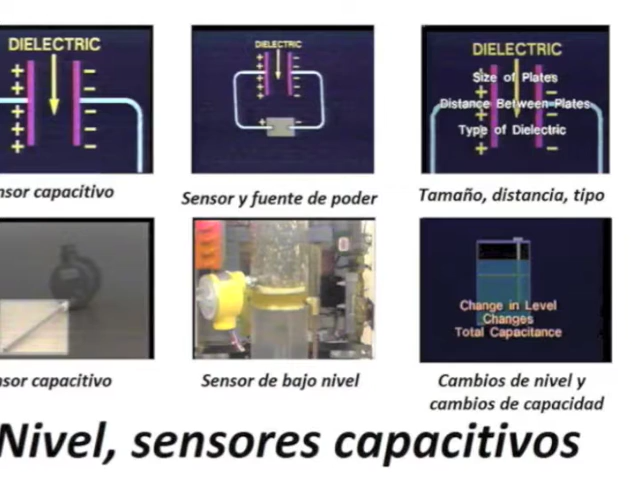 DIELECTRIC
DIELECTRIC
DIELECTRIC
Size of Plates
Distance Between Plates
Type of Dielectric
nsor capacitivo
Sensor y fuente de poder
Tamaño, distancia, tipo
Change in Level
Changes
Total Capacitance
nsor capacitivo
Sensor de bajo nivel
Cambios de nivel y
cambios de capacidad
Nivel, sensores capacitivos